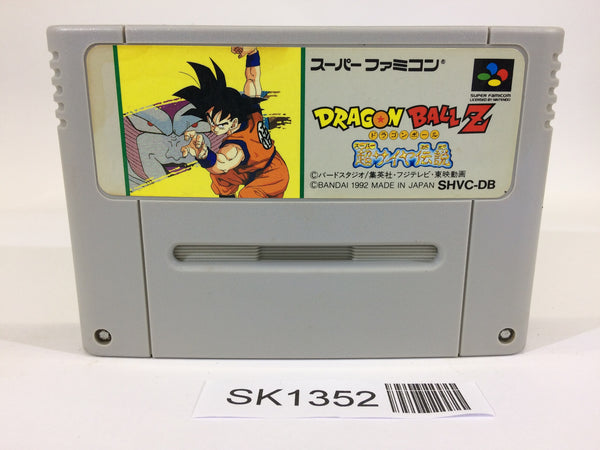 スーパーファミコン®
SUPER FAMICOM
LICENSED BY NINTENDO
DRAGON BALL Z
ドラゴンボール
スーパー
超サイヤ伝説
©バードスタジオ/集英社・フジテレビ・東映動画
©BANDAI 1992 MADE IN JAPAN SHVC-DB
SK1352